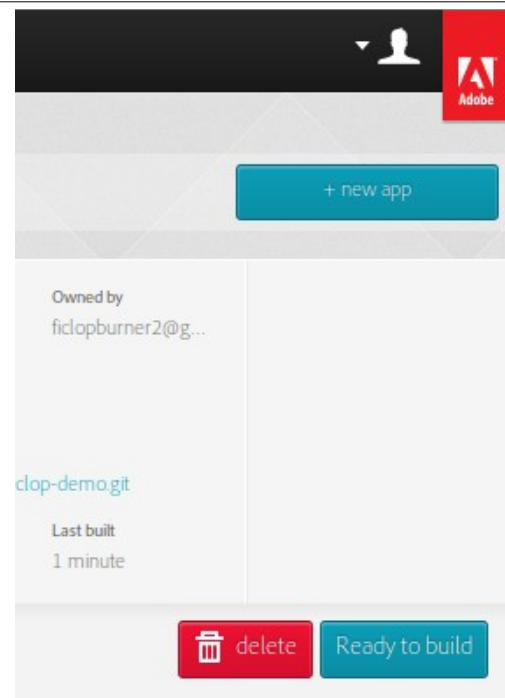 Adobe
+ new app
Owned by
ficlopburner2@g...
clop-demo.git
Last built
1 minute
delete
Ready to build